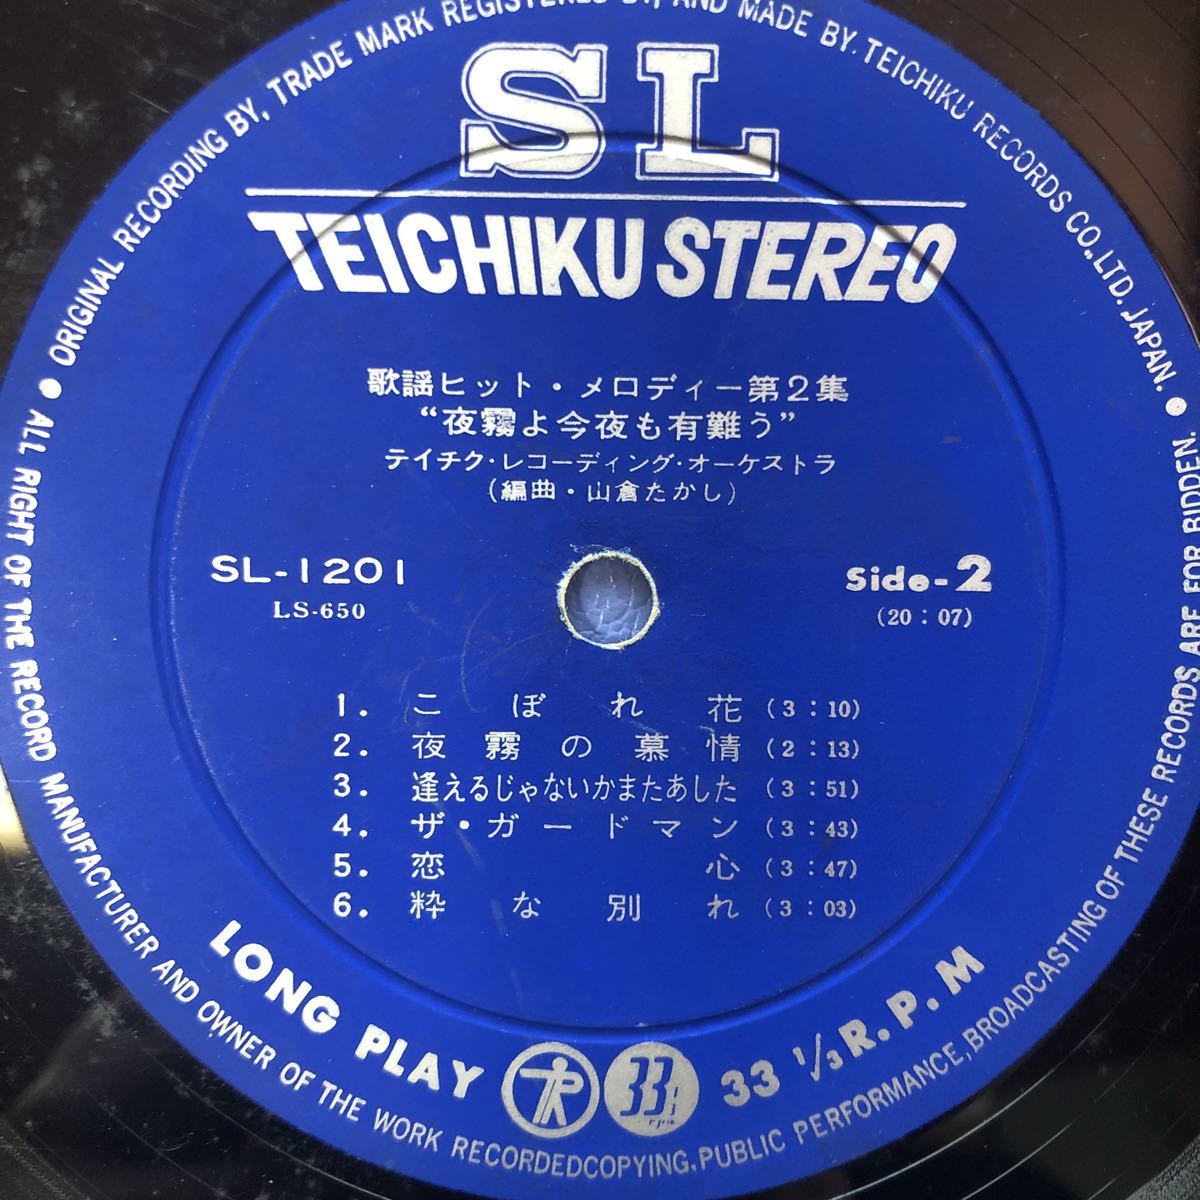 ORIGINAL RECORDING BY, TRADE MARK REGISTERED BY, AND MADE BY. TEICHIKU RECORDS CO., LTD. JAPAN.
SL
TEICHIKU STEREO
歌謡ヒット・メロディー第2集
“夜霧よ今夜も有難う”
テイチク・レコーディング・オーケストラ
(編曲・山倉たかし)
SL-1201
LS-650
Side-2
(20:07)
1. こぼれ花 (3:10)
2. 夜霧の慕情 (2:13)
3. 逢えるじゃないかまたあした (3:51)
4. ザ・ガードマン (3:43)
5. 恋心 (3:47)
6. 粋な別れ (3:03)
LONG PLAY
33 1/3 R.P.M
ALL RIGHT OF THE RECORD MANUFACTURER AND OWNER OF THE WORK RECORDEDCOPYING, PUBLIC PERFORMANCE, BROADCASTING OF THESE RECORDS ARE FOR BIDDEN.